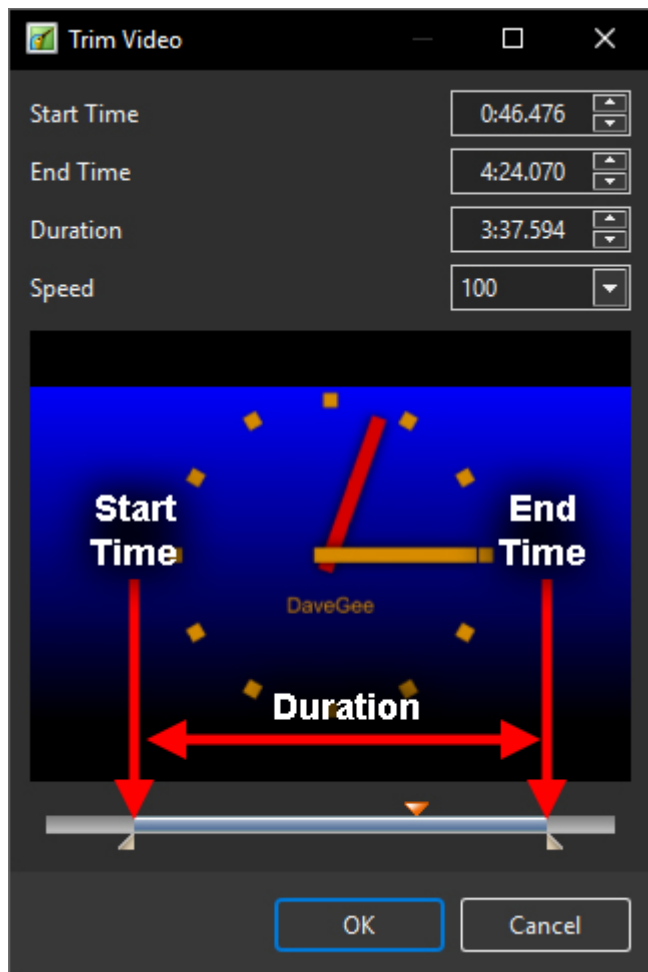 Trim Video
Start Time
0:46.476
End Time
4:24.070
Duration
3:37.594
Speed
100
Start
Time
End
Time
DaveGee
Duration
OK
Cancel